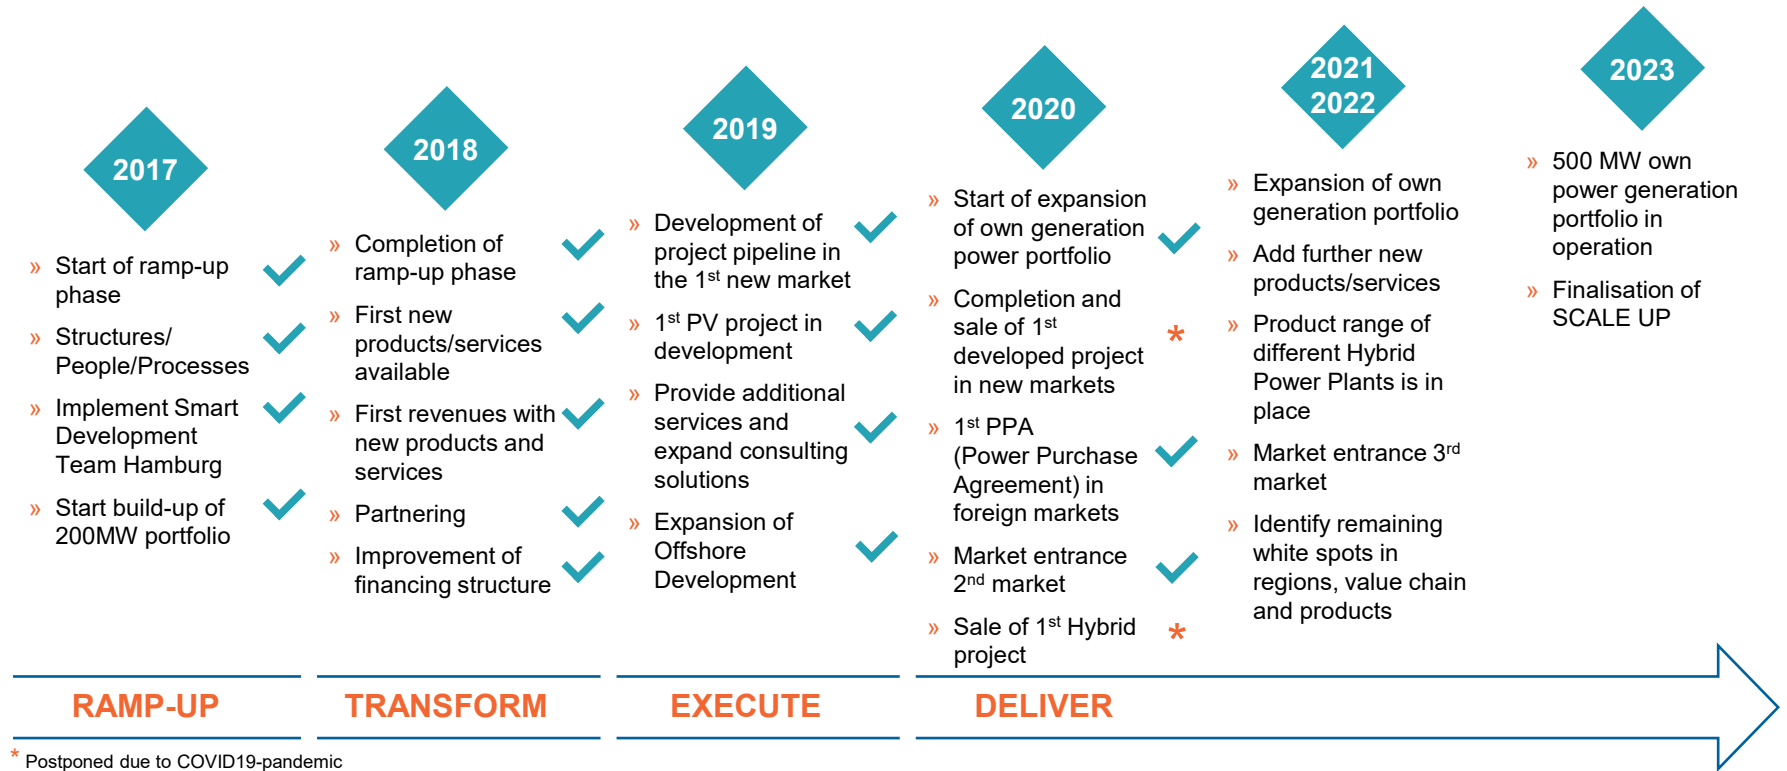 2017
» Start of ramp-up
phase
» Structures/
People/Processes
» Implement Smart
Development
Team Hamburg
» Start build-up of
200MW portfolio
2018
» Completion of
ramp-up phase
» First new
products/services
available
» First revenues with
new products and
services
» Partnering
» Improvement of
financing structure
2019
» Development of
project pipeline in
the 1st new market
» 1st PV project in
development
» Provide additional
services and
expand consulting
solutions
» Expansion of
Offshore
Development
2020
» Start of expansion
of own generation
power portfolio
» Completion and
sale of 1st
developed project
in new markets
*
» 1st PPA
(Power Purchase
Agreement) in
foreign markets
» Market entrance
2nd market
» Sale of 1st Hybrid
project
*
2021
2022
» Expansion of own
generation portfolio
» Add further new
products/services
» Product range of
different Hybrid
Power Plants is in
place
» Market entrance 3rd
market
» Identify remaining
white spots in
regions, value chain
and products
2023
» 500 MW own
power generation
portfolio in
operation
» Finalisation of
SCALE UP
RAMP-UP
TRANSFORM
EXECUTE
DELIVER
* Postponed due to COVID19-pandemic